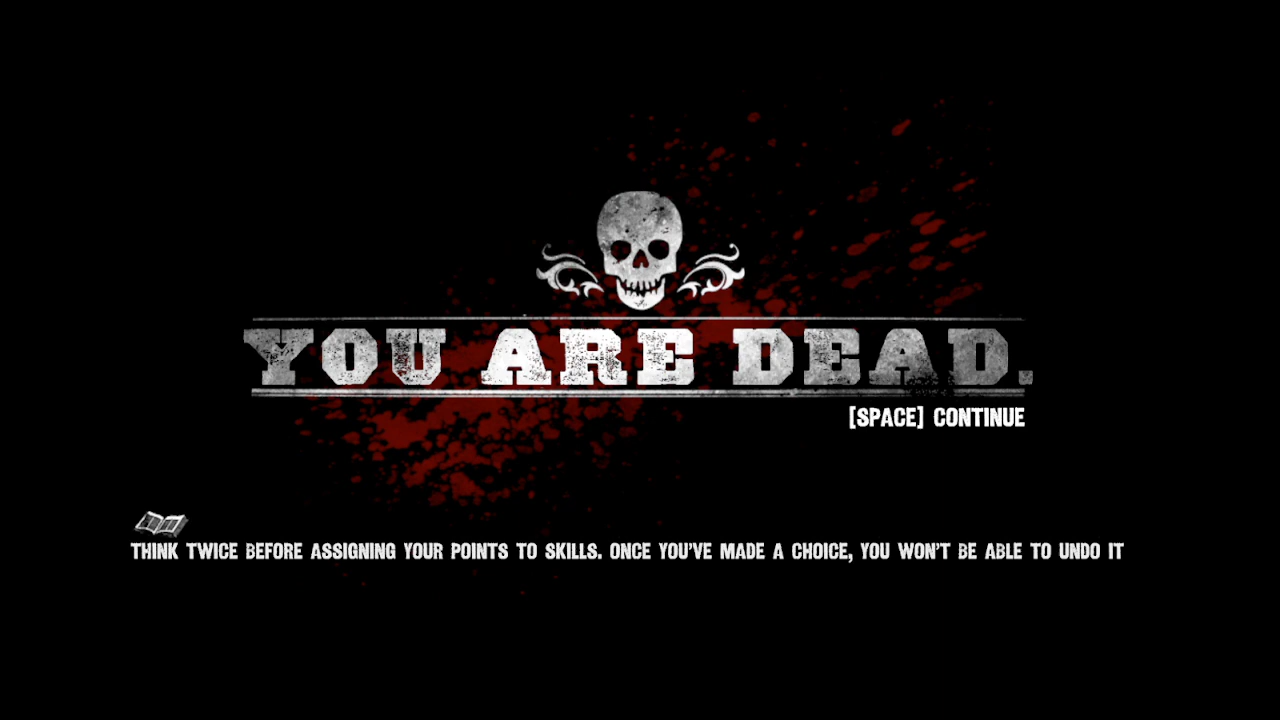 YOU ARE DEAD.
[SPACE] CONTINUE
THINK TWICE BEFORE ASSIGNING YOUR POINTS TO SKILLS. ONCE YOU'VE MADE A CHOICE, YOU WON'T BE ABLE TO UNDO IT